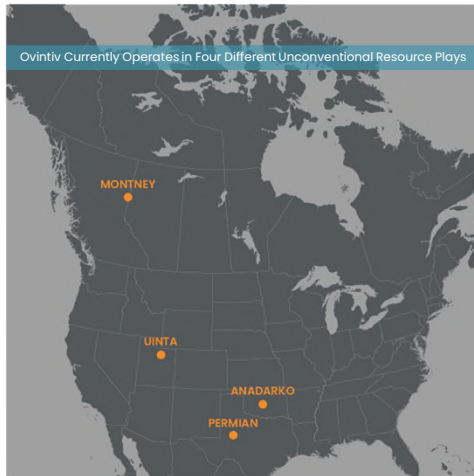 Ovintiv Currently Operates in Four Different Unconventional Resource Plays
MONTNEY
UINTA
ANADARKO
PERMIAN